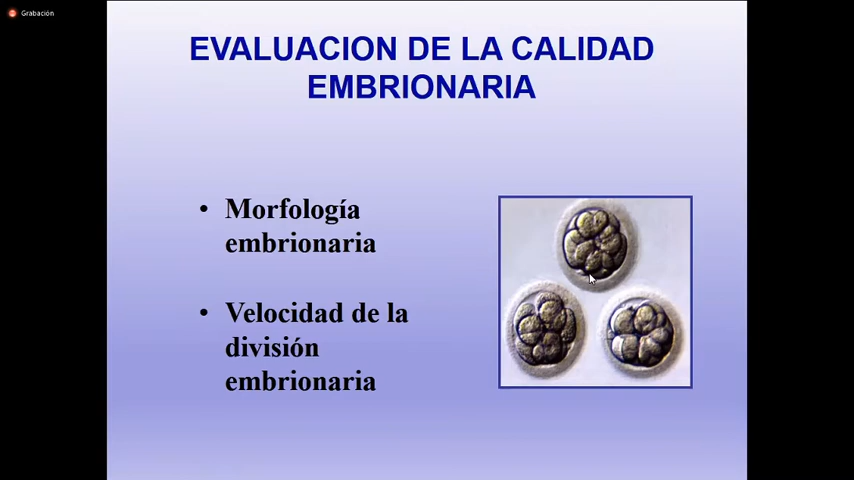 Grabación
EVALUACION DE LA CALIDAD
EMBRIONARIA
• Morfología
embrionaria
• Velocidad de la
división
embrionaria